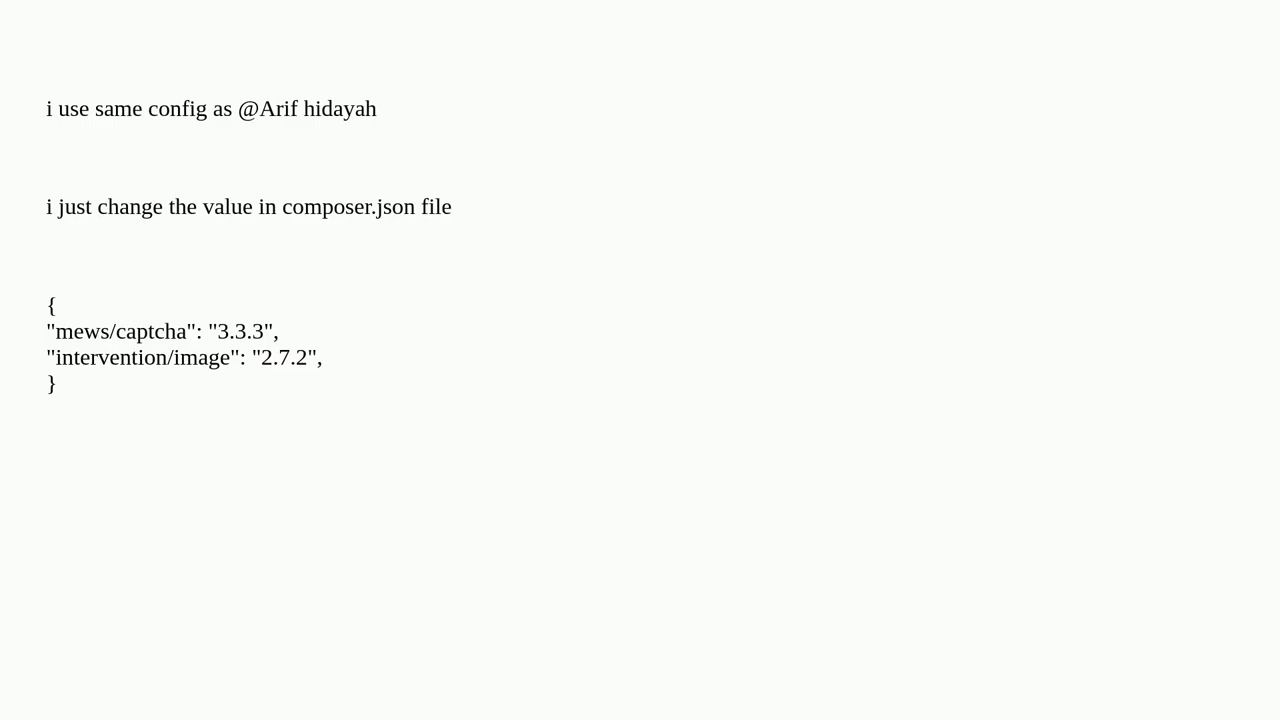 i use same config as @Arif hidayah
i just change the value in composer.json file
{
"mews/captcha": "3.3.3",
"intervention/image": "2.7.2",
}